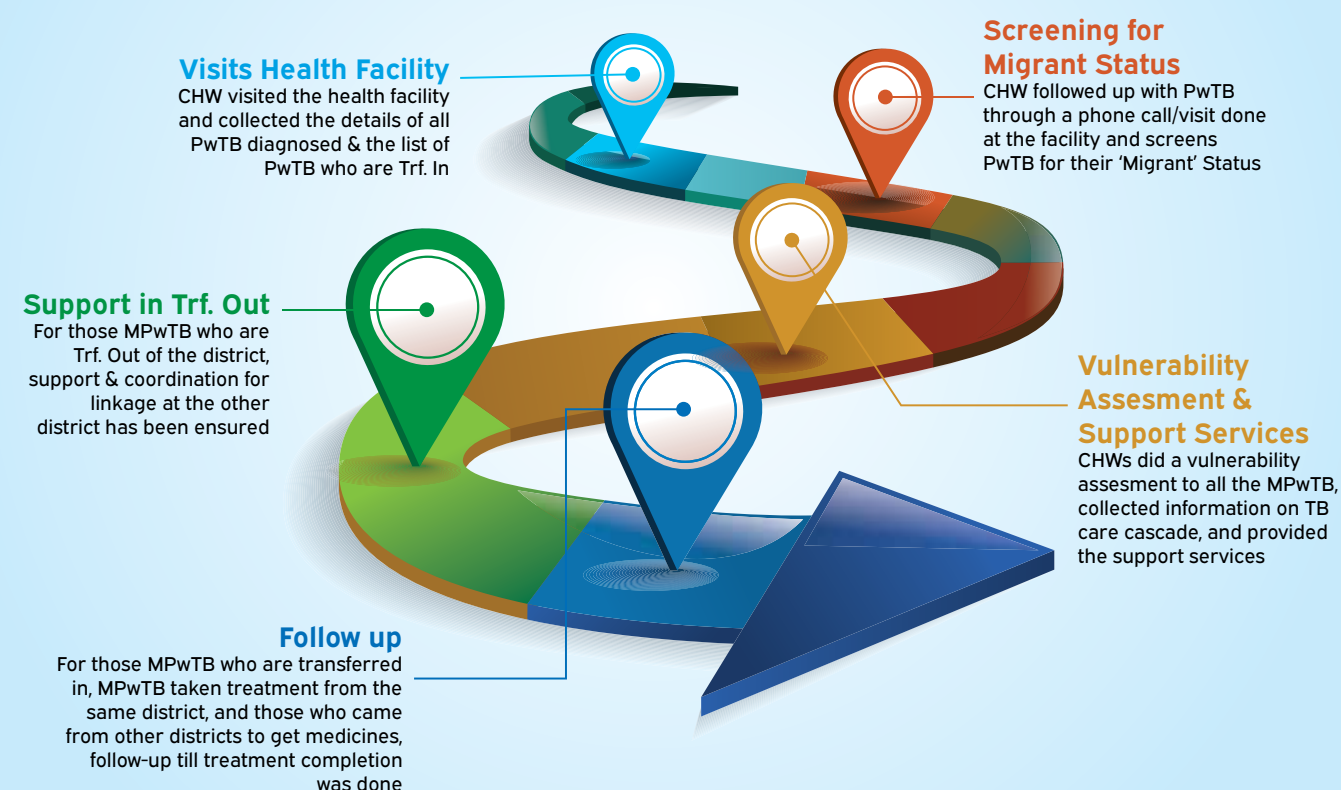 Visits Health Facility
CHW visited the health facility
and collected the details of all
PwTB diagnosed & the list of
PwTB who are Trf. In
Screening for
Migrant Status
CHW followed up with PwTB
through a phone call/visit done
at the facility and screens
PwTB for their ‘Migrant’ Status
Vulnerability
Assesment &
Support Services
CHWs did a vulnerability
assesment to all the MPwTB,
collected information on TB
care cascade, and provided
the support services
Support in Trf. Out
For those MPwTB who are
Trf. Out of the district,
support & coordination for
linkage at the other
district has been ensured
Follow up
For those MPwTB who are transferred
in, MPwTB taken treatment from the
same district, and those who came
from other districts to get medicines,
follow-up till treatment completion
was done